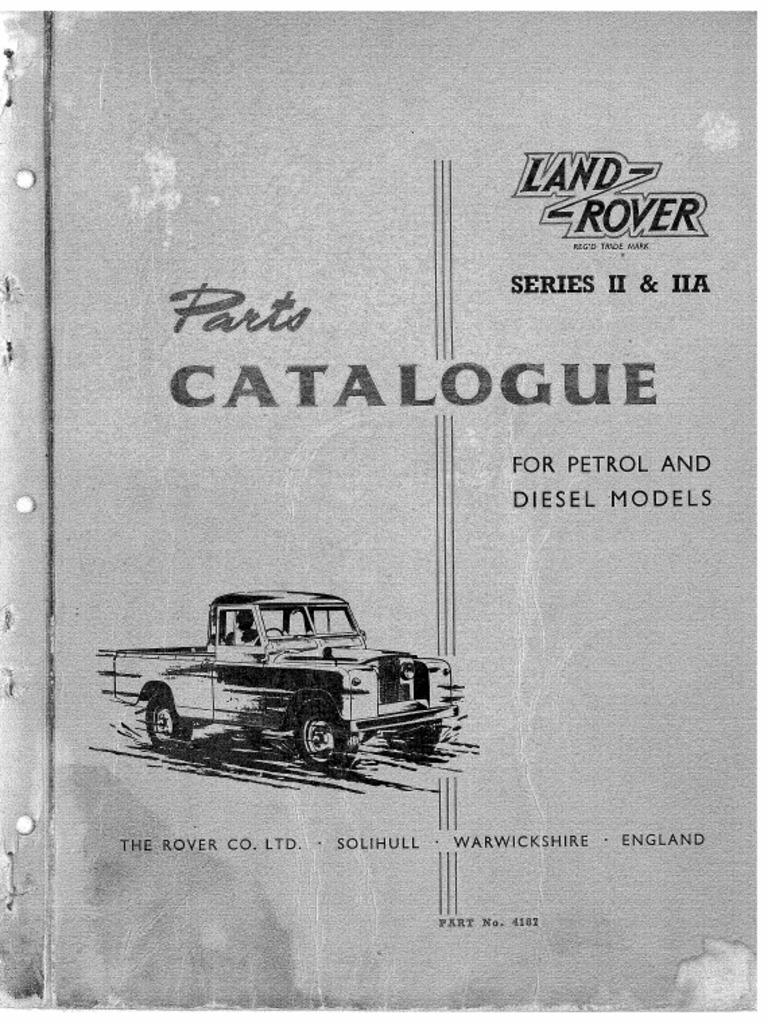 LAND-
ROVER
REG'D TRADE MARK
SERIES II & IIA
Parts
CATALOGUE
FOR PETROL AND
DIESEL MODELS
THE ROVER CO. LTD. · SOLIHULL · WARWICKSHIRE · ENGLAND
PART No. 4187